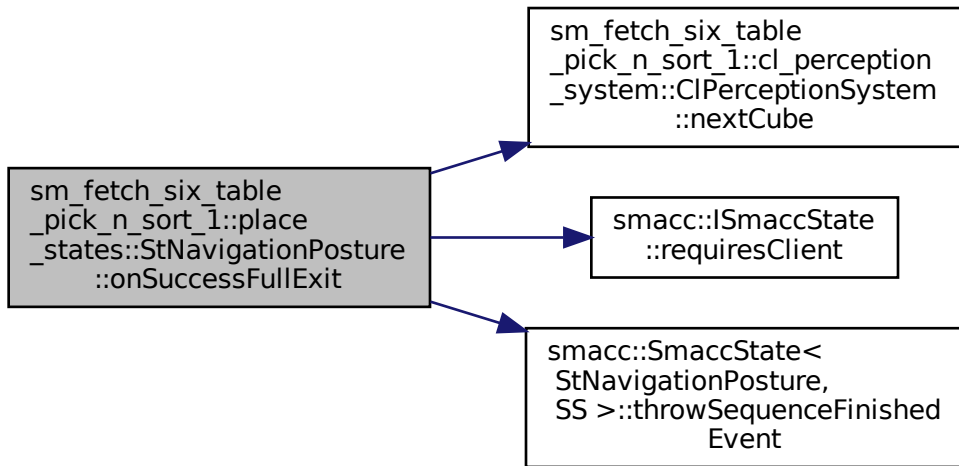 sm_fetch_six_table
_pick_n_sort_1::place
_states::StNavigationPosture
::onSuccessFullExit
sm_fetch_six_table
_pick_n_sort_1::cl_perception
_system::ClPerceptionSystem
::nextCube
smacc::ISmaccState
::requiresClient
smacc::SmaccState<
StNavigationPosture,
SS >::throwSequenceFinished
Event